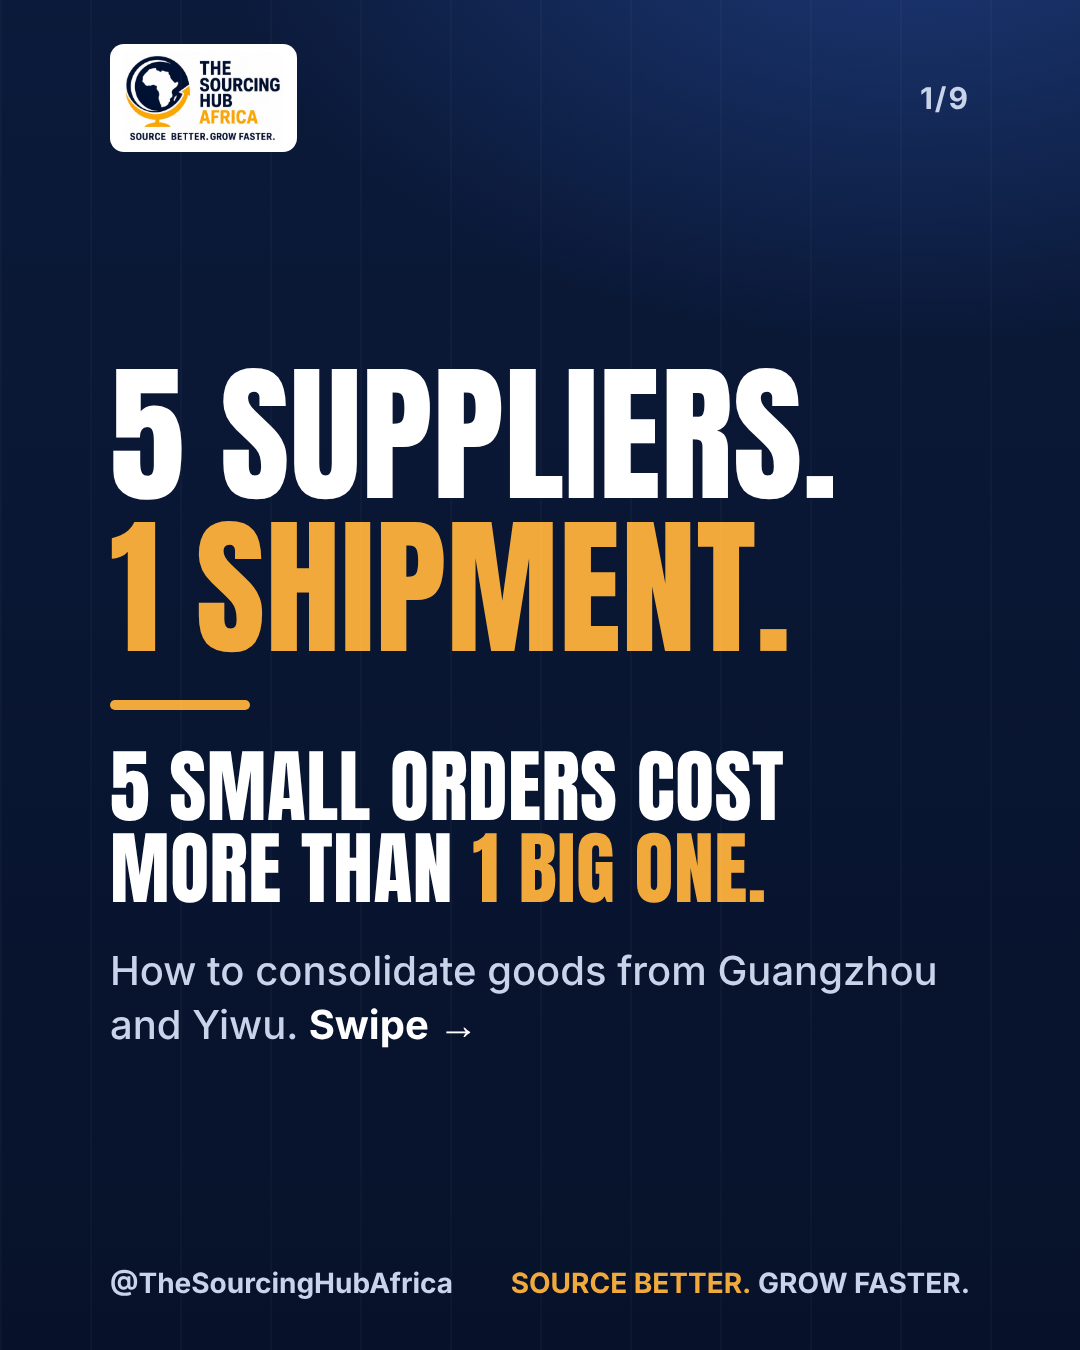 THE
SOURCING
HUB
AFRICA
SOURCE BETTER. GROW FASTER.
1/9
5 SUPPLIERS.
1 SHIPMENT.
5 SMALL ORDERS COST
MORE THAN 1 BIG ONE.
How to consolidate goods from Guangzhou
and Yiwu. Swipe →
@TheSourcingHubAfrica
SOURCE BETTER. GROW FASTER.